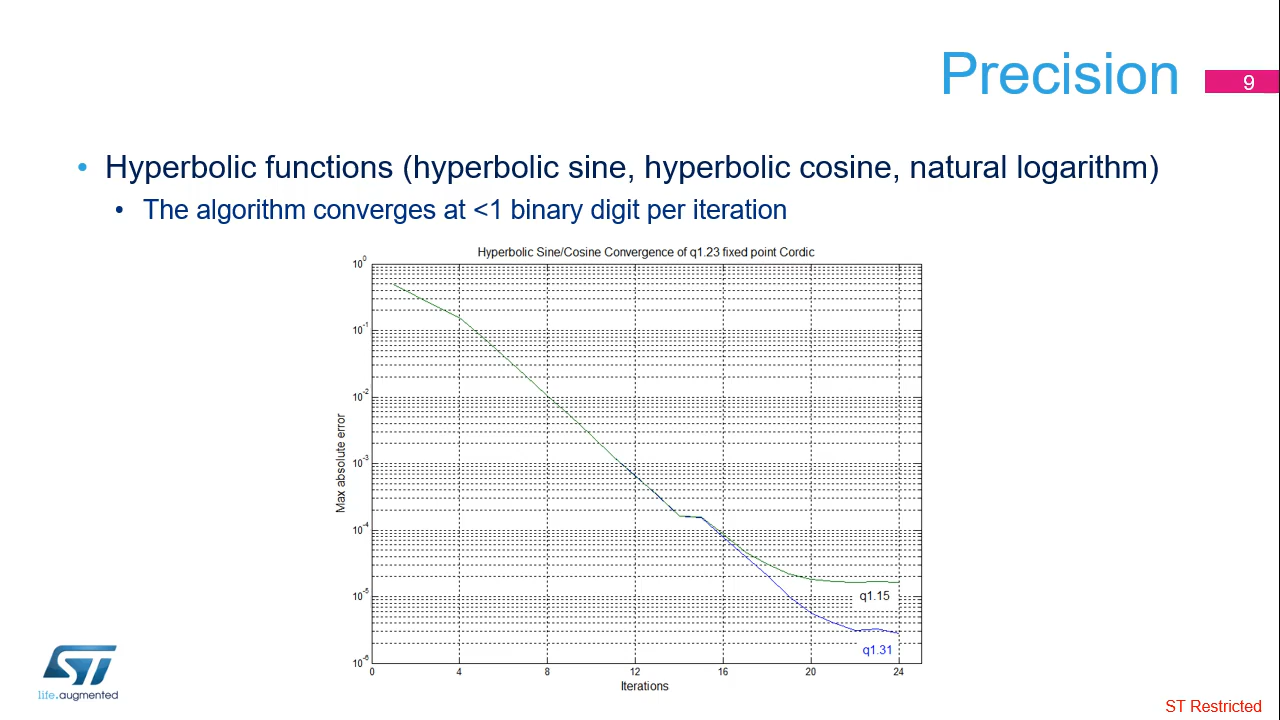 Precision
9
• Hyperbolic functions (hyperbolic sine, hyperbolic cosine, natural logarithm)
• The algorithm converges at <1 binary digit per iteration
Hyperbolic Sine/Cosine Convergence of q1.23 fixed point Cordic
10^0
10^-1
10^-2
10^-3
10^-4
10^-5
10^-6
Max absolute error
q1.15
q1.31
0 4 8 12 16 20 24
Iterations
ST
life.augmented
ST Restricted